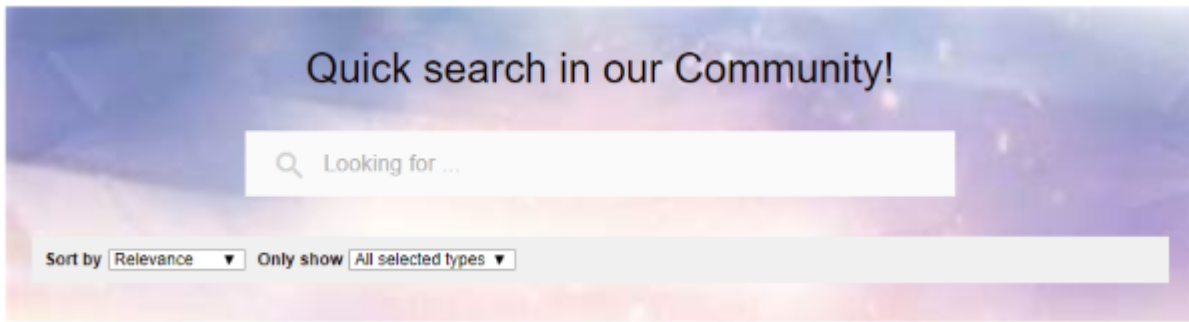 Quick search in our Community!
Looking for ...
Sort by Relevance ▼ Only show All selected types ▼